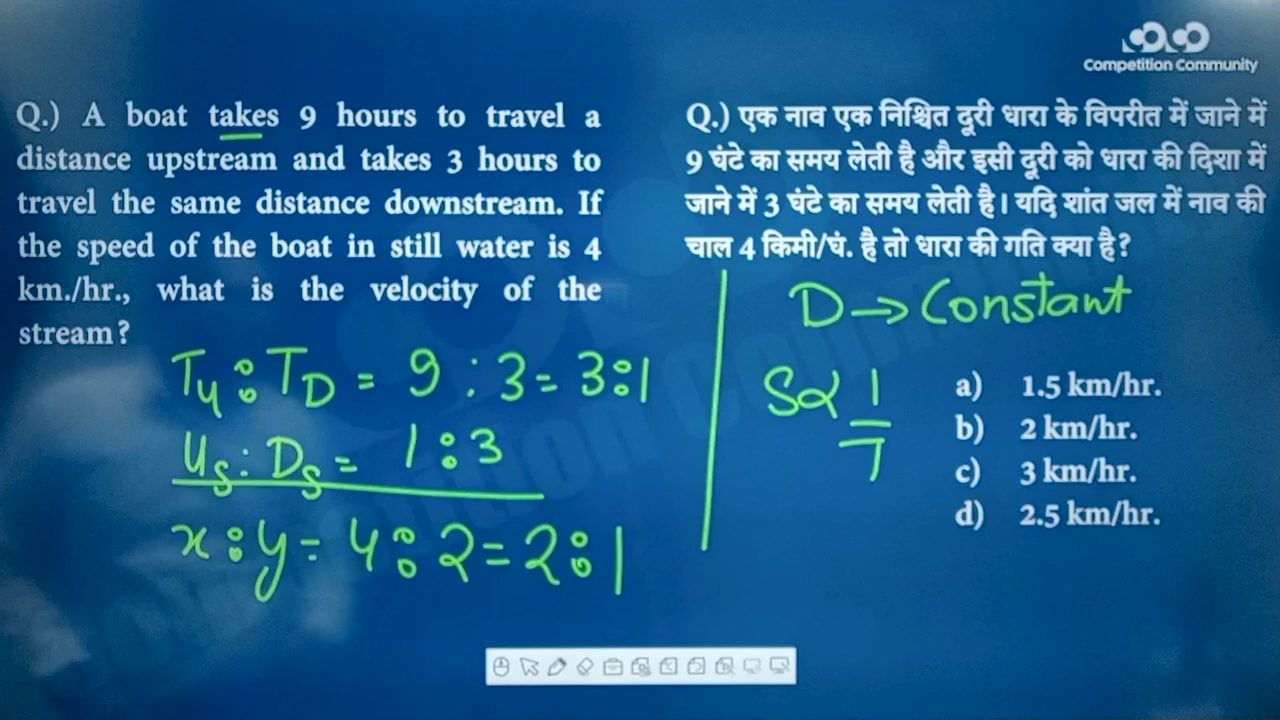 Competition Community
Q.) A boat takes 9 hours to travel a
distance upstream and takes 3 hours to
travel the same distance downstream. If
the speed of the boat in still water is 4
km./hr., what is the velocity of the
stream?
Q.) एक नाव एक निश्चित दूरी धारा के विपरीत में जाने में
9 घंटे का समय लेती है और इसी दूरी को धारा की दिशा में
जाने में 3 घंटे का समय लेती है। यदि शांत जल में नाव की
चाल 4 किमी/घं. है तो धारा की गति क्या है?
Tu : TD = 9 : 3 = 3 : 1
Us : Ds = 1 : 3
x : y = 4 : 2 = 2 : 1
D → Constant
S α 1/T
a) 1.5 km/hr.
b) 2 km/hr.
c) 3 km/hr.
d) 2.5 km/hr.